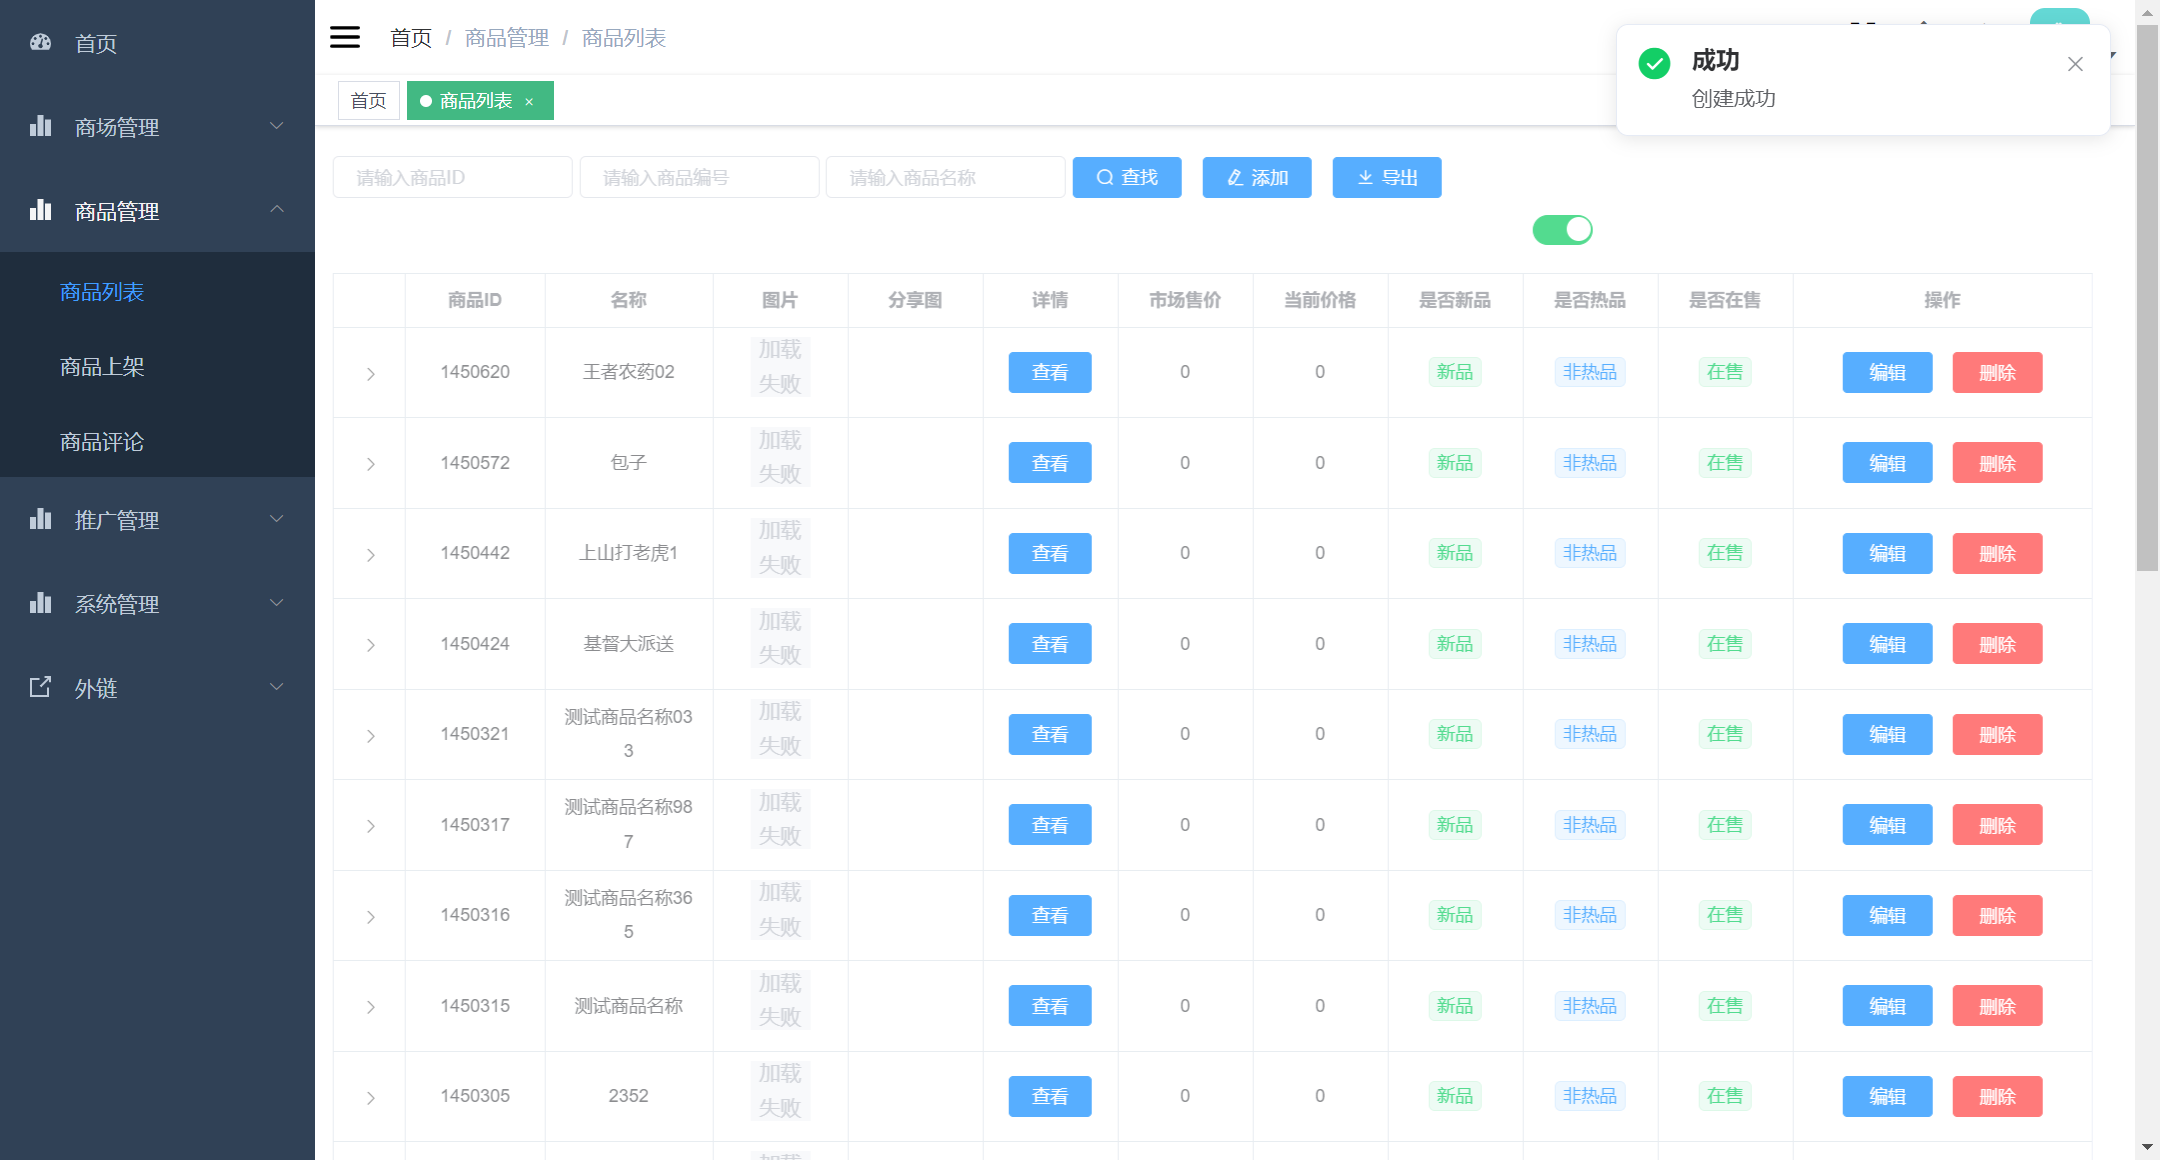 首页
商场管理
商品管理
商品列表
商品上架
商品评论
推广管理
系统管理
外链
首页 / 商品管理 / 商品列表
成功
创建成功
首页
商品列表 ×
请输入商品ID 请输入商品编号 请输入商品名称 查找 添加 导出
商品ID 名称 图片 分享图 详情 市场售价 当前价格 是否新品 是否热品 是否在售 操作
1450620 王者农药02 加载失败 查看 0 0 新品 非热品 在售 编辑 删除
1450572 包子 加载失败 查看 0 0 新品 非热品 在售 编辑 删除
1450442 上山打老虎1 加载失败 查看 0 0 新品 非热品 在售 编辑 删除
1450424 基督大派送 加载失败 查看 0 0 新品 非热品 在售 编辑 删除
1450321 测试商品名称033 加载失败 查看 0 0 新品 非热品 在售 编辑 删除
1450317 测试商品名称987 加载失败 查看 0 0 新品 非热品 在售 编辑 删除
1450316 测试商品名称365 加载失败 查看 0 0 新品 非热品 在售 编辑 删除
1450315 测试商品名称 加载失败 查看 0 0 新品 非热品 在售 编辑 删除
1450305 2352 加载失败 查看 0 0 新品 非热品 在售 编辑 删除